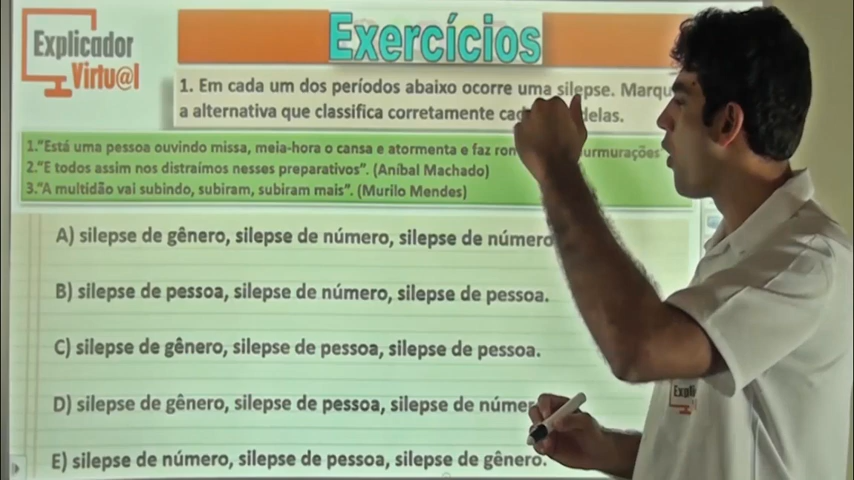 Explicador
Virtu@l
Exercícios
1. Em cada um dos períodos abaixo ocorre uma silepse. Marqu
a alternativa que classifica corretamente delas.
1."Está uma pessoa ouvindo missa, meia-hora o cansa e atormenta e faz urmurações
2."E todos assim nos distraímos nesses preparativos". (Aníbal Machado)
3."A multidão vai subindo, subiram, subiram mais". (Murilo Mendes)
A) silepse de gênero, silepse de número, silepse de número
B) silepse de pessoa, silepse de número, silepse de pessoa.
C) silepse de gênero, silepse de pessoa, silepse de pessoa.
D) silepse de gênero, silepse de pessoa, silepse de númer
E) silepse de número, silepse de pessoa, silepse de gênero.
Expli